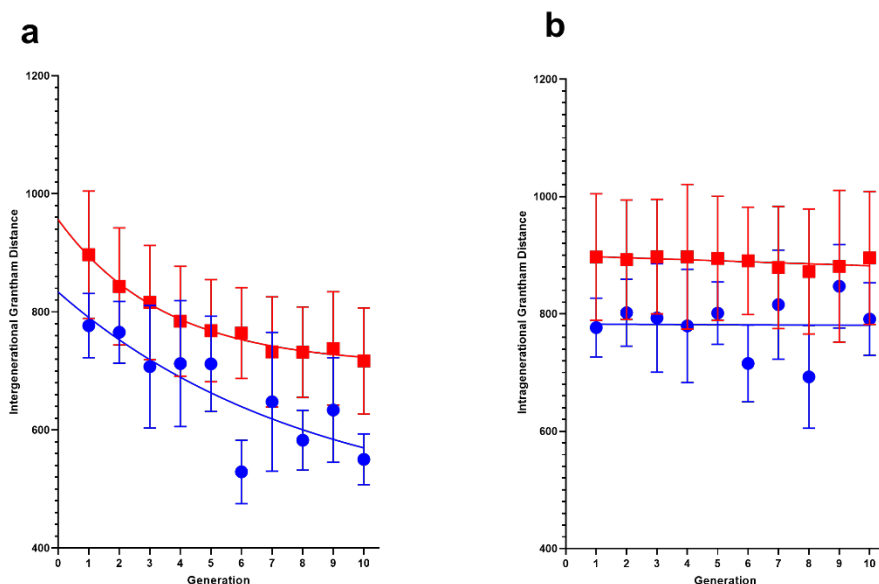 a
Intergenerational Grantham Distance
1200
1000
800
600
400
0 1 2 3 4 5 6 7 8 9 10
Generation
b
Intragenerational Grantham Distance
1200
1000
800
600
400
0 1 2 3 4 5 6 7 8 9 10
Generation